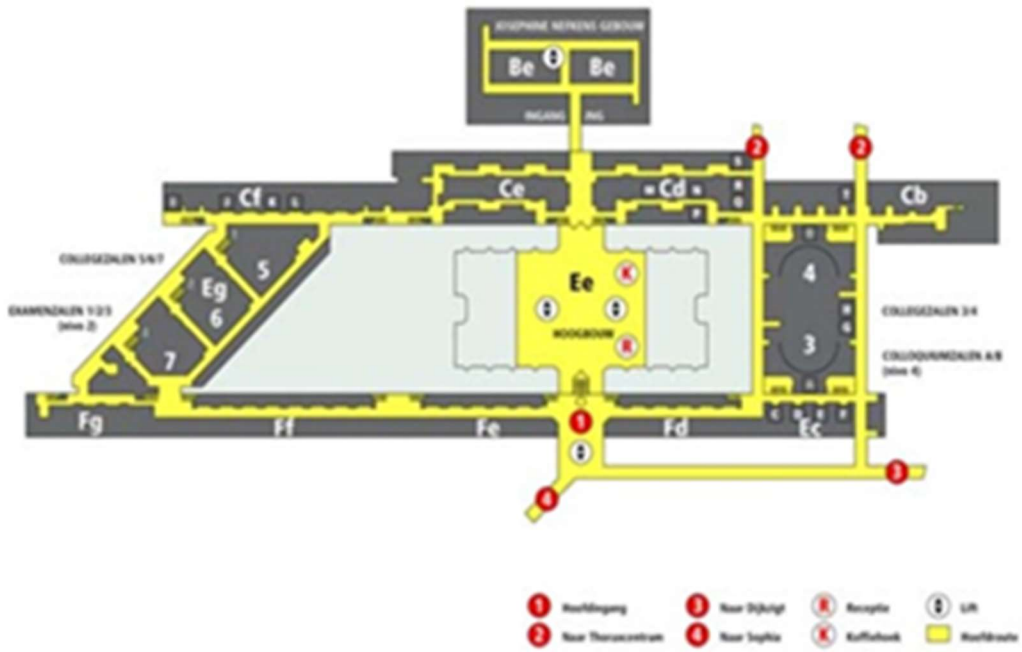 JOSEPHINE NEFKENS GEBOUW
Be
Be
INGANG
Ce
Cd
M
N
S
R
Q
P
2
2
Cf
J
K
L
T
Cb
COLLEGEZALEN 5/6/7
5
Eg
6
7
EXAMENZALEN 1/2/3
(nivo 2)
Ee
K
HOOGBOUW
R
4
3
H
G
COLLEGEZALEN 3/4
COLLOQUIUMZALEN A/B
(nivo 4)
Fg
Ff
Fe
1
Fd
C
D
E
F
Ec
3
4
1 Hoofdingang
3 Naar Dijkzigt
R Receptie
Lift
2 Naar Thoraxcentrum
4 Naar Sophia
K Koffiehoek
Hoofdroute